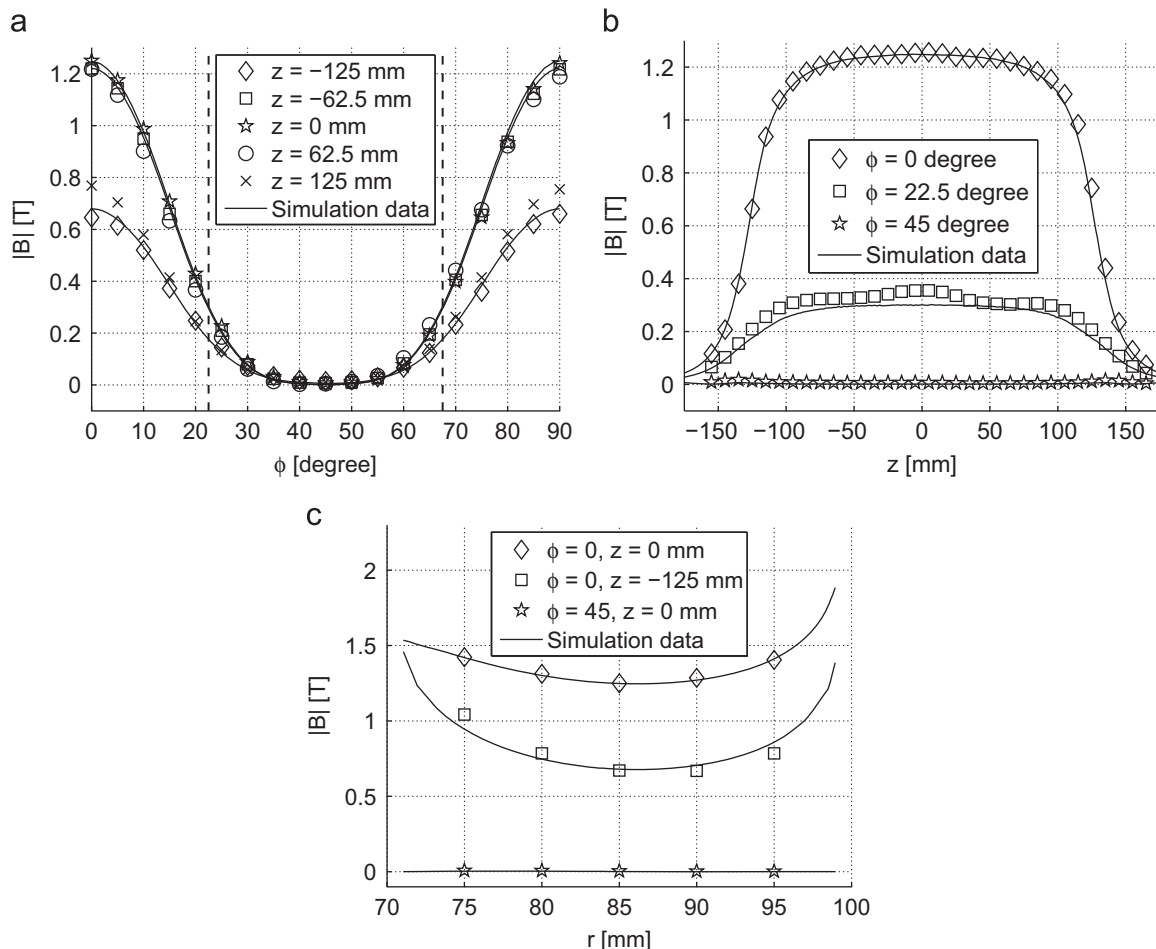 a
|B| [T]
1.2
1
0.8
0.6
0.4
0.2
0
z = −125 mm
z = −62.5 mm
z = 0 mm
z = 62.5 mm
z = 125 mm
Simulation data
0 10 20 30 40 50 60 70 80 90
ϕ [degree]
b
|B| [T]
1.2
1
0.8
0.6
0.4
0.2
0
ϕ = 0 degree
ϕ = 22.5 degree
ϕ = 45 degree
Simulation data
−150 −100 −50 0 50 100 150
z [mm]
c
|B| [T]
2
1.5
1
0.5
0
ϕ = 0, z = 0 mm
ϕ = 0, z = −125 mm
ϕ = 45, z = 0 mm
Simulation data
70 75 80 85 90 95 100
r [mm]